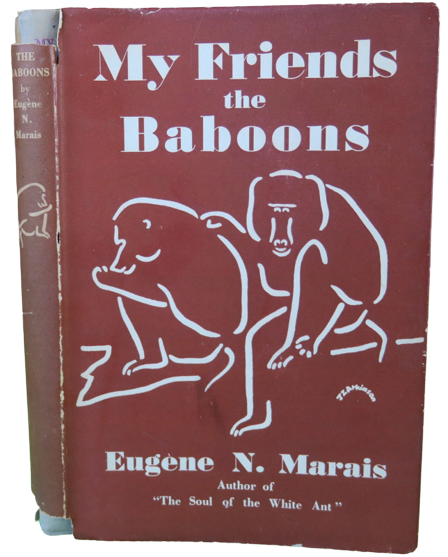 THE
BABOONS
by
Eugène
N.
Marais
My Friends
the
Baboons
Eugène N. Marais
Author of
"The Soul of the White Ant"